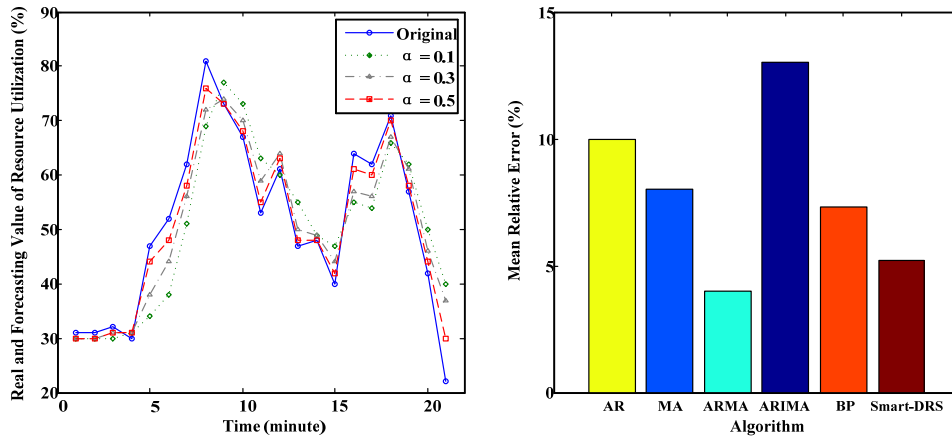 Real and Forecasting Value of Resource Utilization (%)
90
80
70
60
50
40
30
20
0
5
10
15
20
Time (minute)
Original
α = 0.1
α = 0.3
α = 0.5
Mean Relative Error (%)
15
10
5
0
AR
MA
ARMA
ARIMA
BP
Smart-DRS
Algorithm